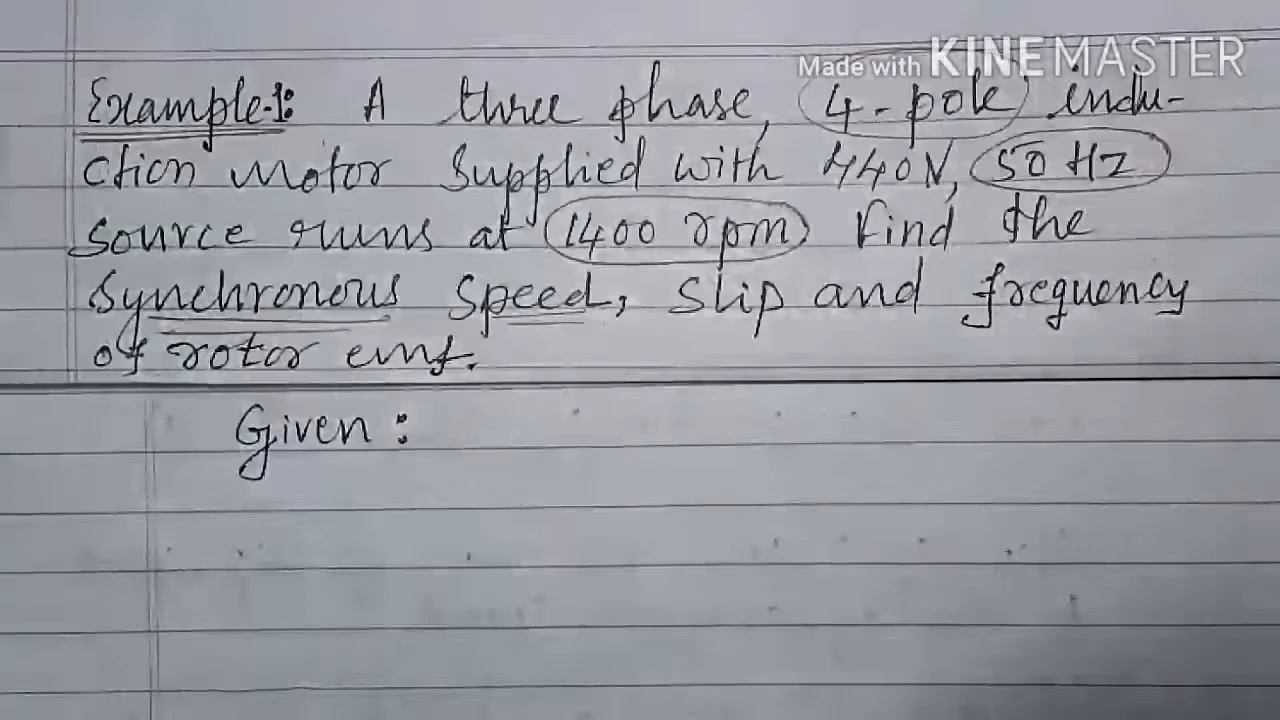 Made with KINEMASTER
Example-1: A three phase, 4-pole indu-
ction motor supplied with 440V, 50 Hz
source runs at 1400 rpm Find the
synchronous speed, slip and frequency
of rotor emf.
Given :